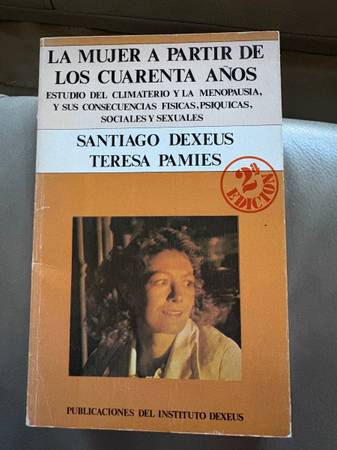 LA MUJER A PARTIR DE
LOS CUARENTA AÑOS
ESTUDIO DEL CLIMATERIO Y LA MENOPAUSIA,
Y SUS CONSECUENCIAS FISICAS, PSIQUICAS,
SOCIALES Y SEXUALES
SANTIAGO DEXEUS
TERESA PAMIES
2ª
EDICION
PUBLICACIONES DEL INSTITUTO DEXEUS